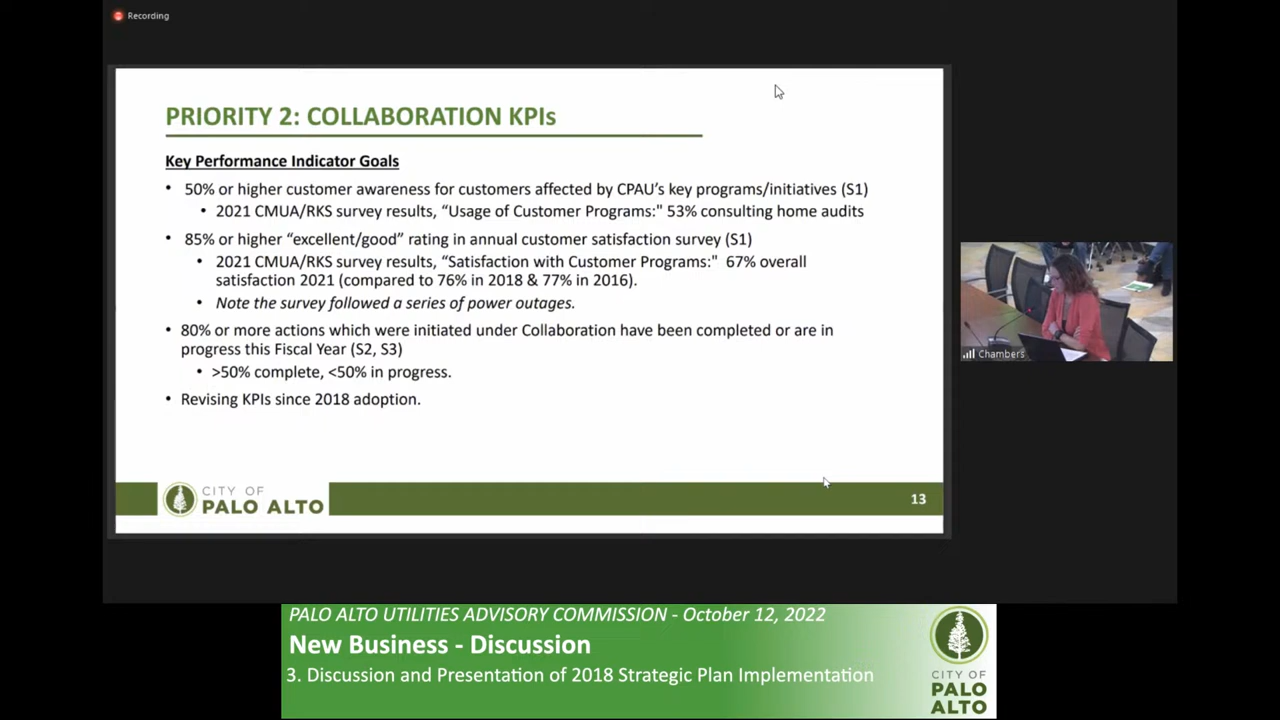 Recording
PRIORITY 2: COLLABORATION KPIs
Key Performance Indicator Goals
• 50% or higher customer awareness for customers affected by CPAU’s key programs/initiatives (S1)
• 2021 CMUA/RKS survey results, “Usage of Customer Programs:" 53% consulting home audits
• 85% or higher “excellent/good” rating in annual customer satisfaction survey (S1)
• 2021 CMUA/RKS survey results, “Satisfaction with Customer Programs:" 67% overall
satisfaction 2021 (compared to 76% in 2018 & 77% in 2016).
• Note the survey followed a series of power outages.
• 80% or more actions which were initiated under Collaboration have been completed or are in
progress this Fiscal Year (S2, S3)
• >50% complete, <50% in progress.
• Revising KPIs since 2018 adoption.
CITY OF
PALO ALTO
13
Chambers
PALO ALTO UTILITIES ADVISORY COMMISSION - October 12, 2022
New Business - Discussion
3. Discussion and Presentation of 2018 Strategic Plan Implementation
CITY OF
PALO
ALTO